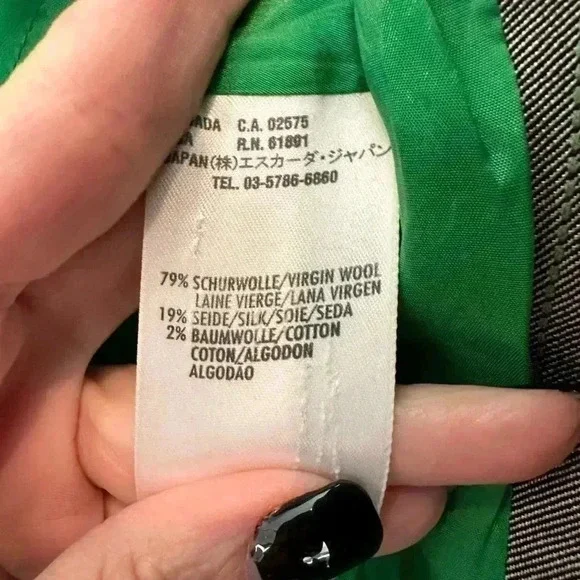 C.A. 02575
R.N. 61891
JAPAN(株)エスカーダ・ジャパン
TEL. 03-5786-6860
79% SCHURWOLLE/VIRGIN WOOL
LAINE VIERGE/LANA VIRGEN
19% SEIDE/SILK/SOIE/SEDA
2% BAUMWOLLE/COTTON
COTON/ALGODON
ALGODÃO